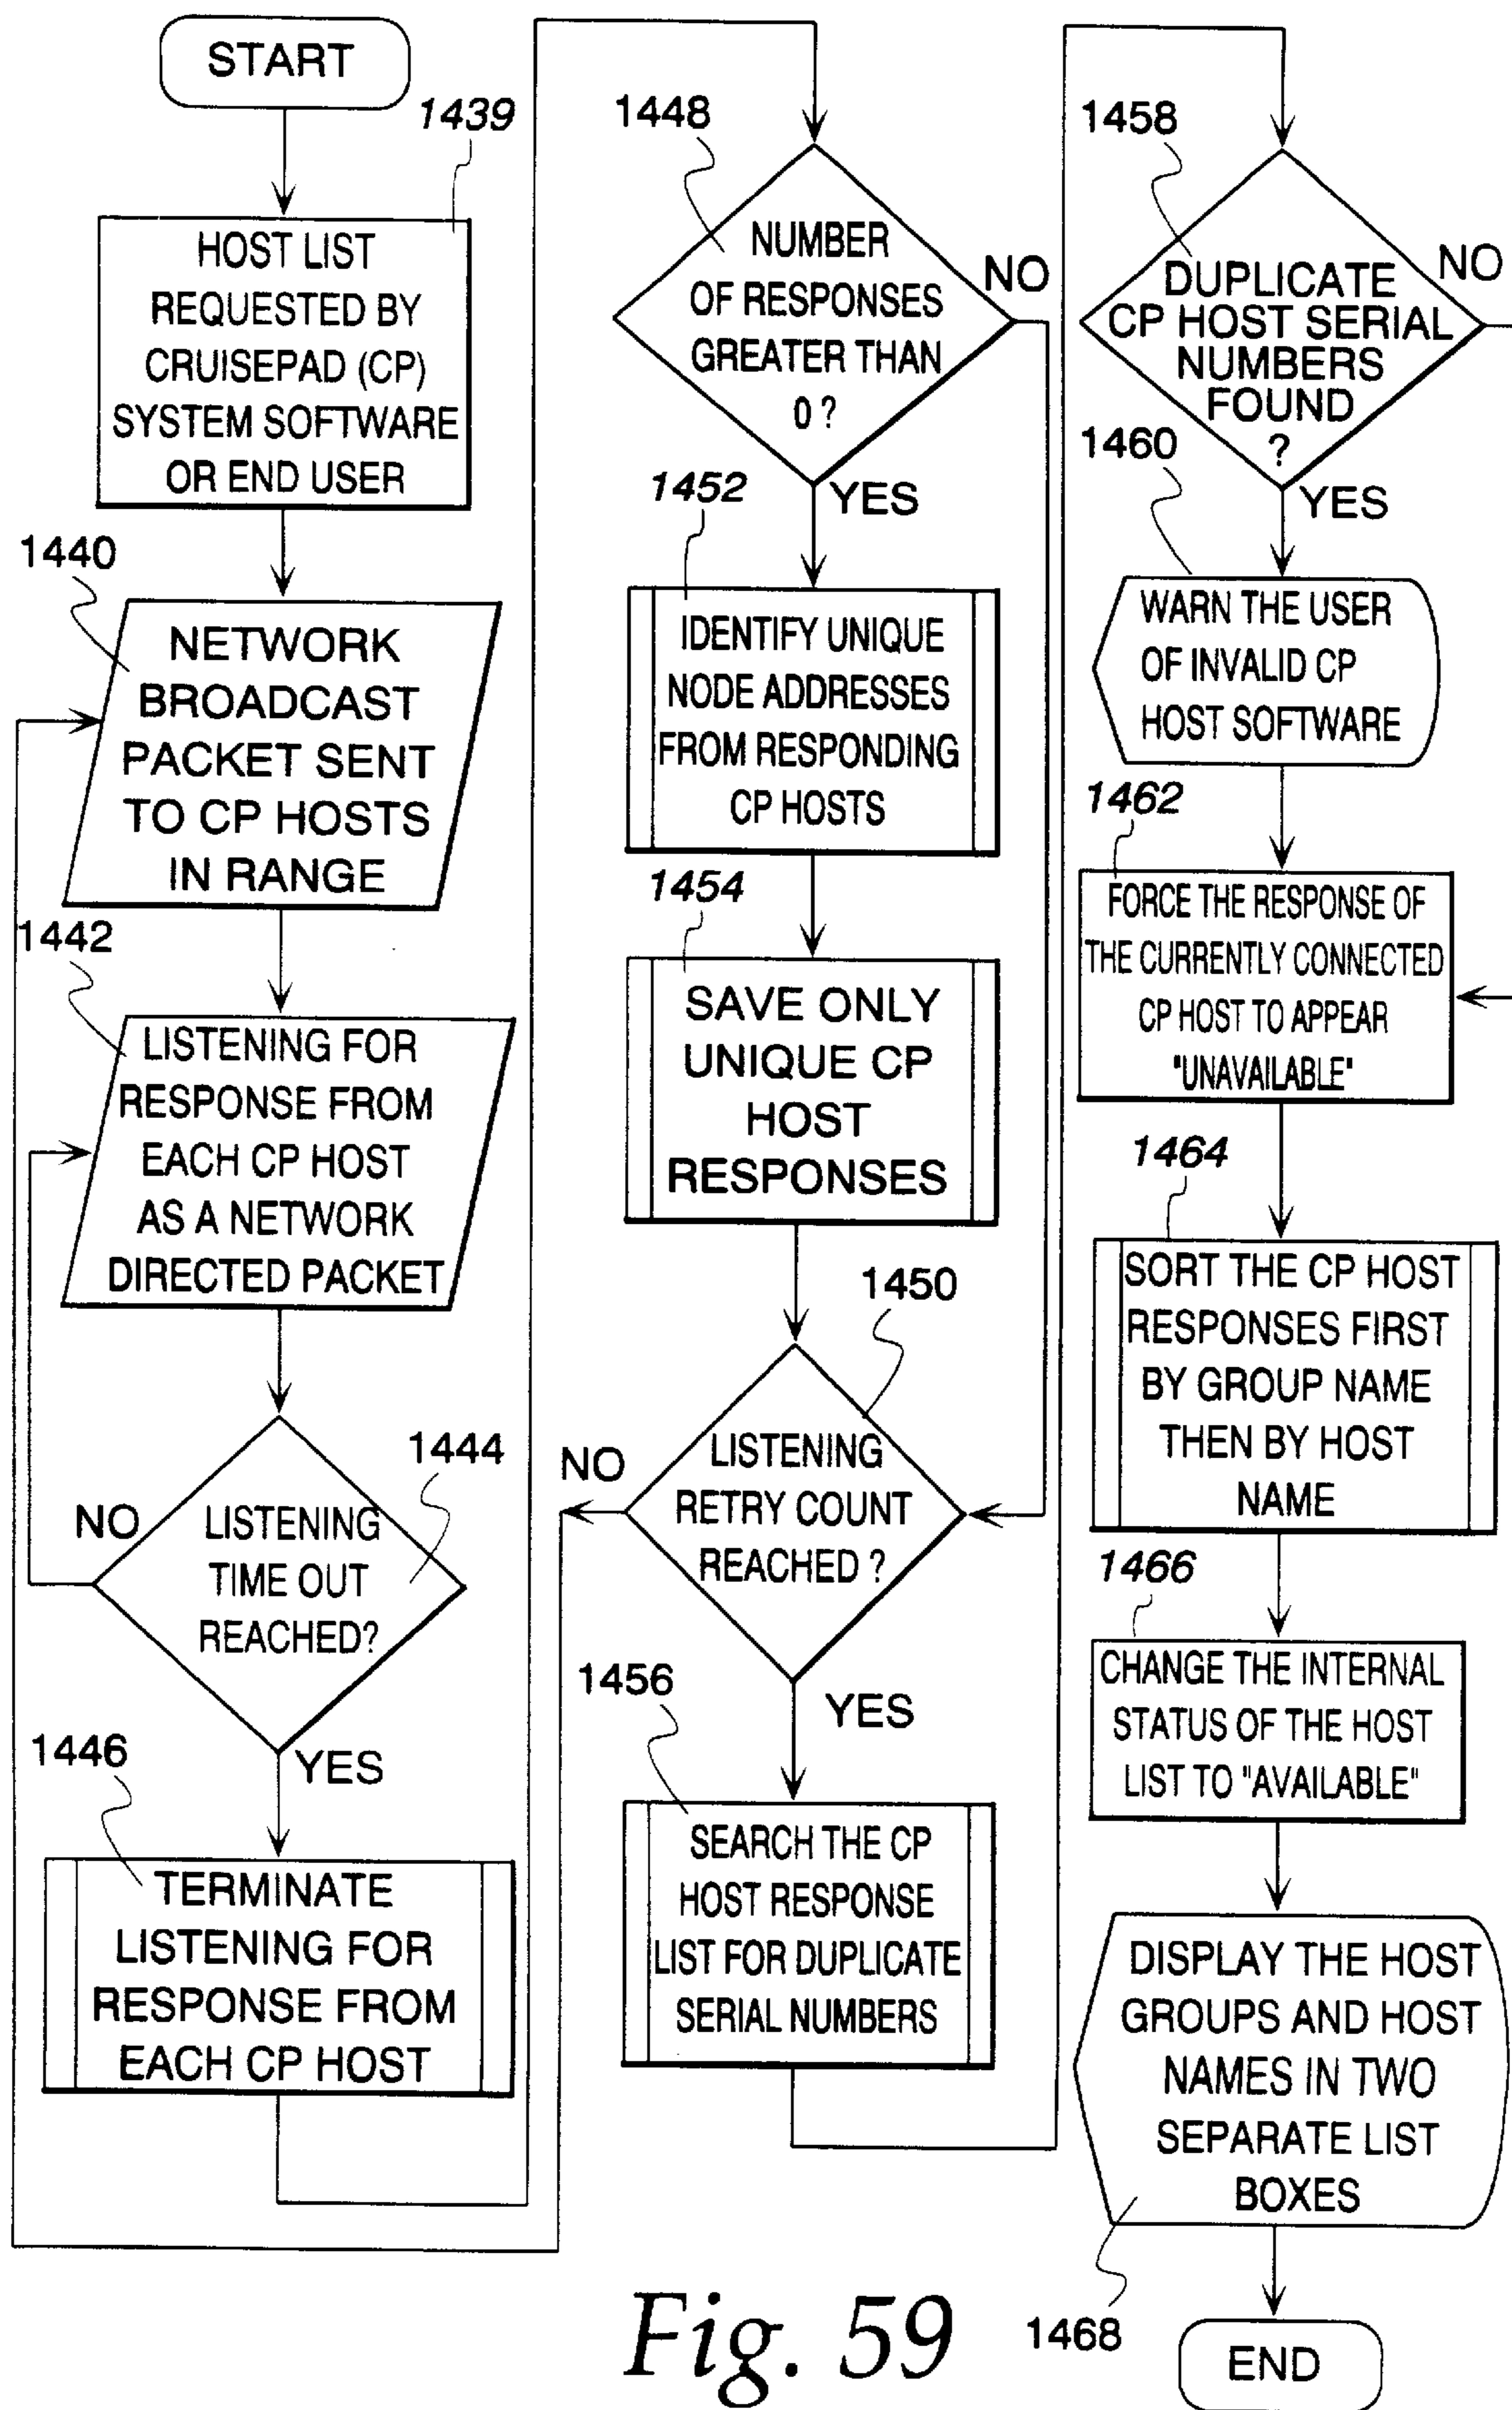 START
1439
HOST LIST
REQUESTED BY
CRUISEPAD (CP)
SYSTEM SOFTWARE
OR END USER
1440
NETWORK
BROADCAST
PACKET SENT
TO CP HOSTS
IN RANGE
1442
LISTENING FOR
RESPONSE FROM
EACH CP HOST
AS A NETWORK
DIRECTED PACKET
1444
NO
LISTENING
TIME OUT
REACHED?
YES
1446
TERMINATE
LISTENING FOR
RESPONSE FROM
EACH CP HOST
1448
NUMBER
OF RESPONSES
GREATER THAN
0 ?
NO
YES
1452
IDENTIFY UNIQUE
NODE ADDRESSES
FROM RESPONDING
CP HOSTS
1454
SAVE ONLY
UNIQUE CP
HOST
RESPONSES
1450
NO
LISTENING
RETRY COUNT
REACHED ?
YES
1456
SEARCH THE CP
HOST RESPONSE
LIST FOR DUPLICATE
SERIAL NUMBERS
1458
NO
DUPLICATE
CP HOST SERIAL
NUMBERS
FOUND
?
YES
1460
WARN THE USER
OF INVALID CP
HOST SOFTWARE
1462
FORCE THE RESPONSE OF
THE CURRENTLY CONNECTED
CP HOST TO APPEAR
"UNAVAILABLE"
1464
SORT THE CP HOST
RESPONSES FIRST
BY GROUP NAME
THEN BY HOST
NAME
1466
CHANGE THE INTERNAL
STATUS OF THE HOST
LIST TO "AVAILABLE"
DISPLAY THE HOST
GROUPS AND HOST
NAMES IN TWO
SEPARATE LIST
BOXES
1468
END
Fig. 59